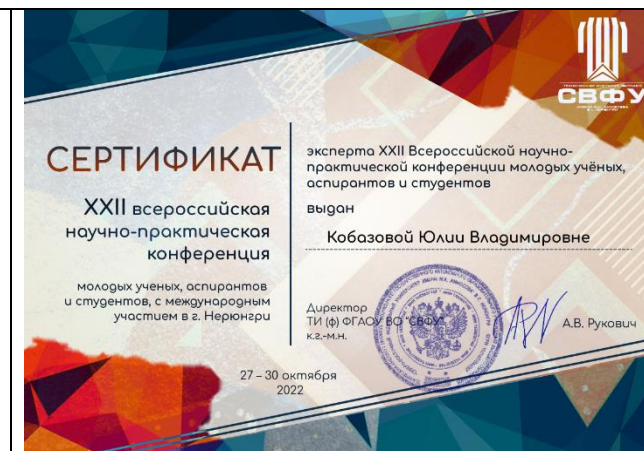 СВФУ
СЕРТИФИКАТ
XXII всероссийская
научно-практическая
конференция
молодых ученых, аспирантов
и студентов, с международным
участием в г. Нерюнгри
27 – 30 октября
2022
эксперта XXII Всероссийской научно-
практической конференции молодых учёных,
аспирантов и студентов
выдан
Кобазовой Юлии Владимировне
Директор
ТИ (ф) ФГАОУ ВО "СВФУ"
к.г.-м.н.
А.В. Рукович